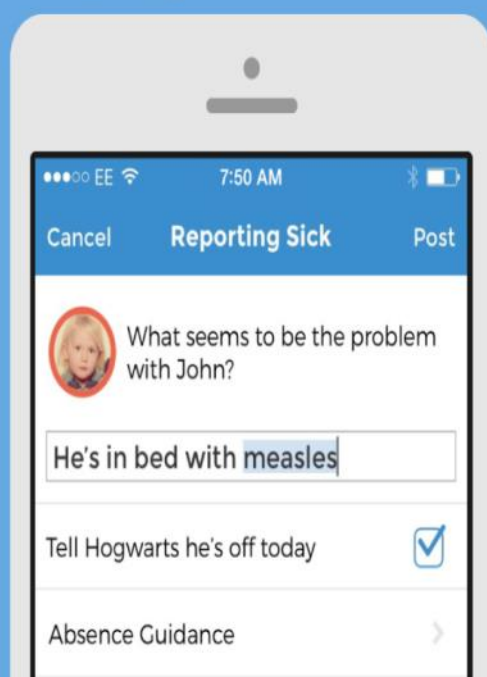 EE 7:50 AM
Cancel Reporting Sick Post
What seems to be the problem
with John?
He's in bed with measles
Tell Hogwarts he's off today
Absence Guidance